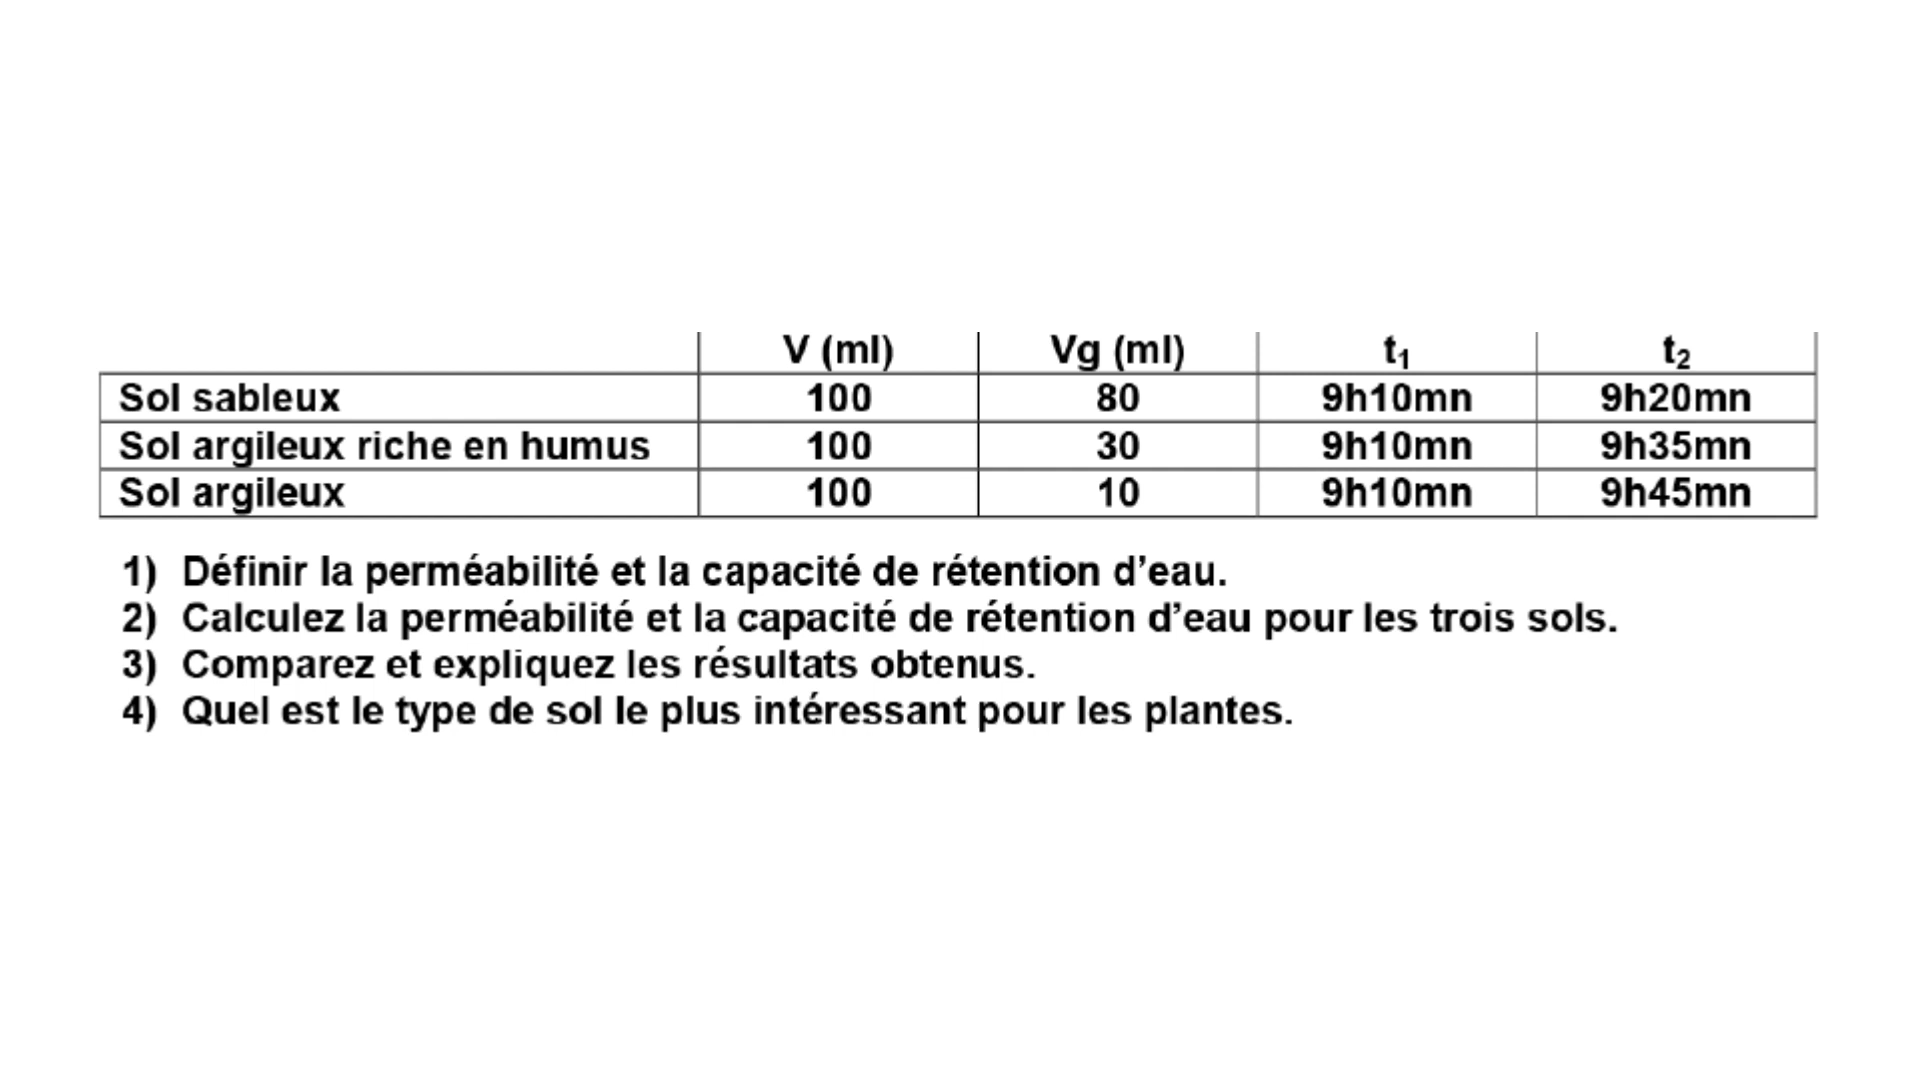 V (ml) Vg (ml) t₁ t₂
Sol sableux 100 80 9h10mn 9h20mn
Sol argileux riche en humus 100 30 9h10mn 9h35mn
Sol argileux 100 10 9h10mn 9h45mn
1) Définir la perméabilité et la capacité de rétention d’eau.
2) Calculez la perméabilité et la capacité de rétention d’eau pour les trois sols.
3) Comparez et expliquez les résultats obtenus.
4) Quel est le type de sol le plus intéressant pour les plantes.